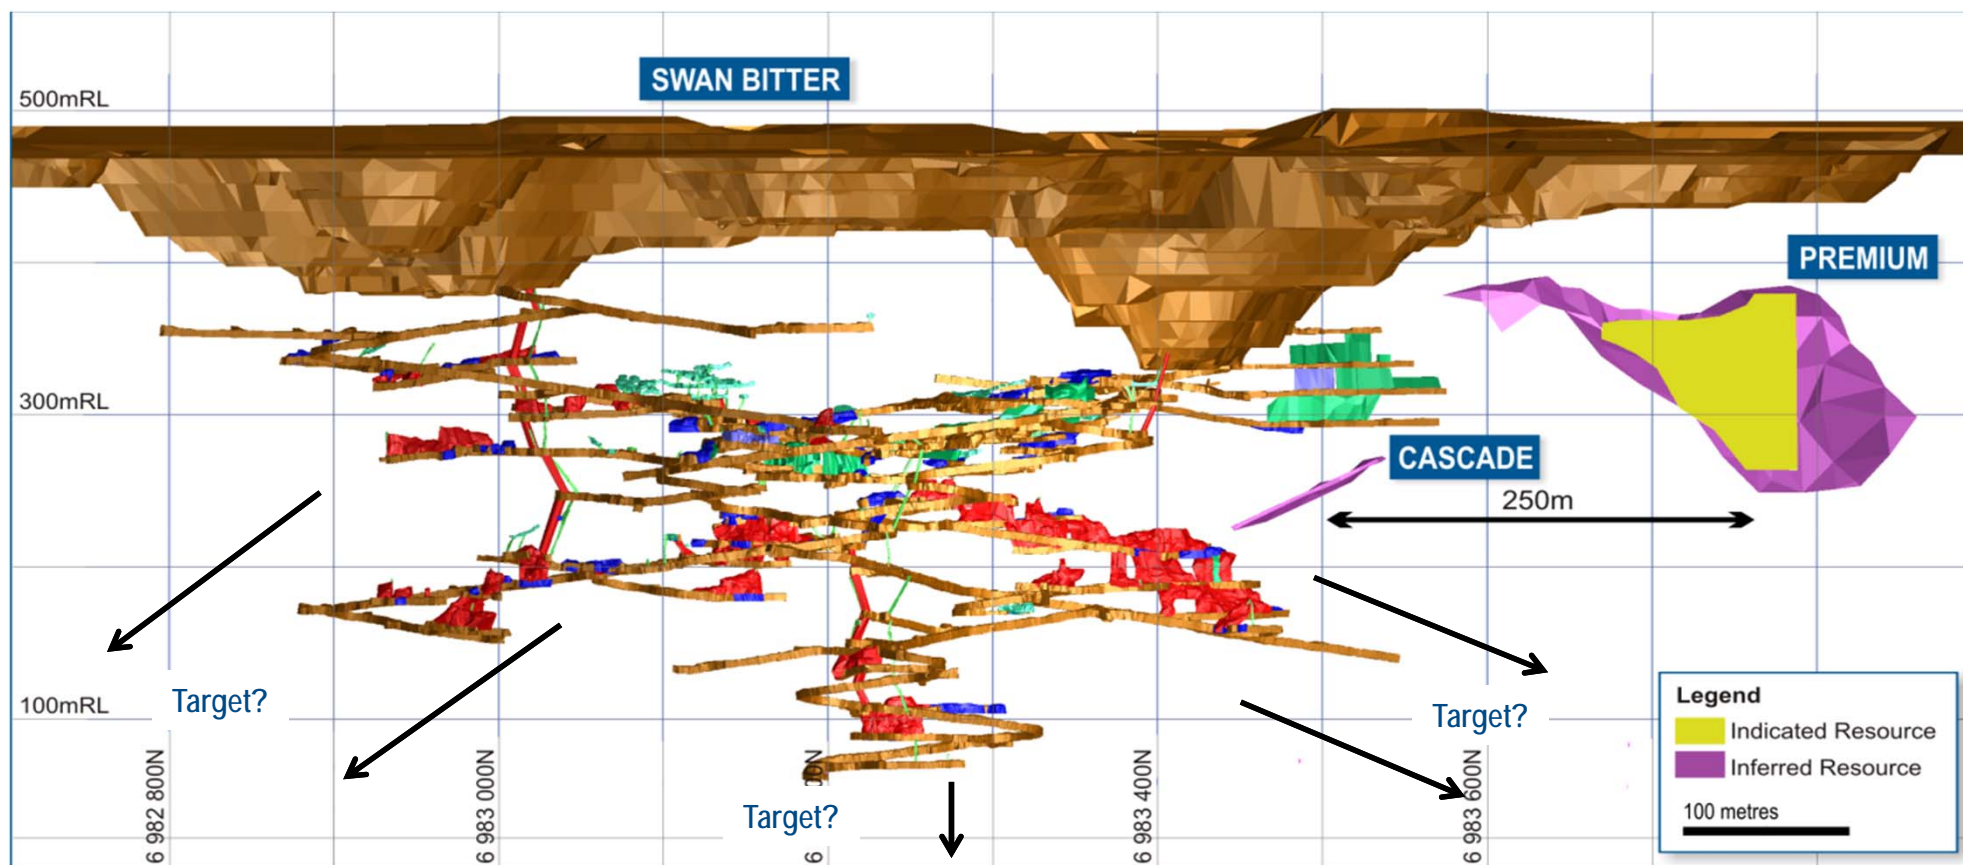 SWAN BITTER
500mRL
PREMIUM
300mRL
CASCADE
250m
Target?
100mRL
Target?
Target?
6 982 800N
6 983 000N
6 983 400N
6 983 600N
Legend
Indicated Resource
Inferred Resource
100 metres